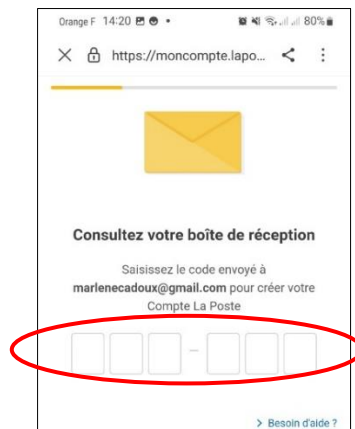 Orange F 14:20
80%
https://moncompte.lapo...
Consultez votre boîte de réception
Saisissez le code envoyé à
marlenecadoux@gmail.com pour créer votre
Compte La Poste
–
> Besoin d'aide ?